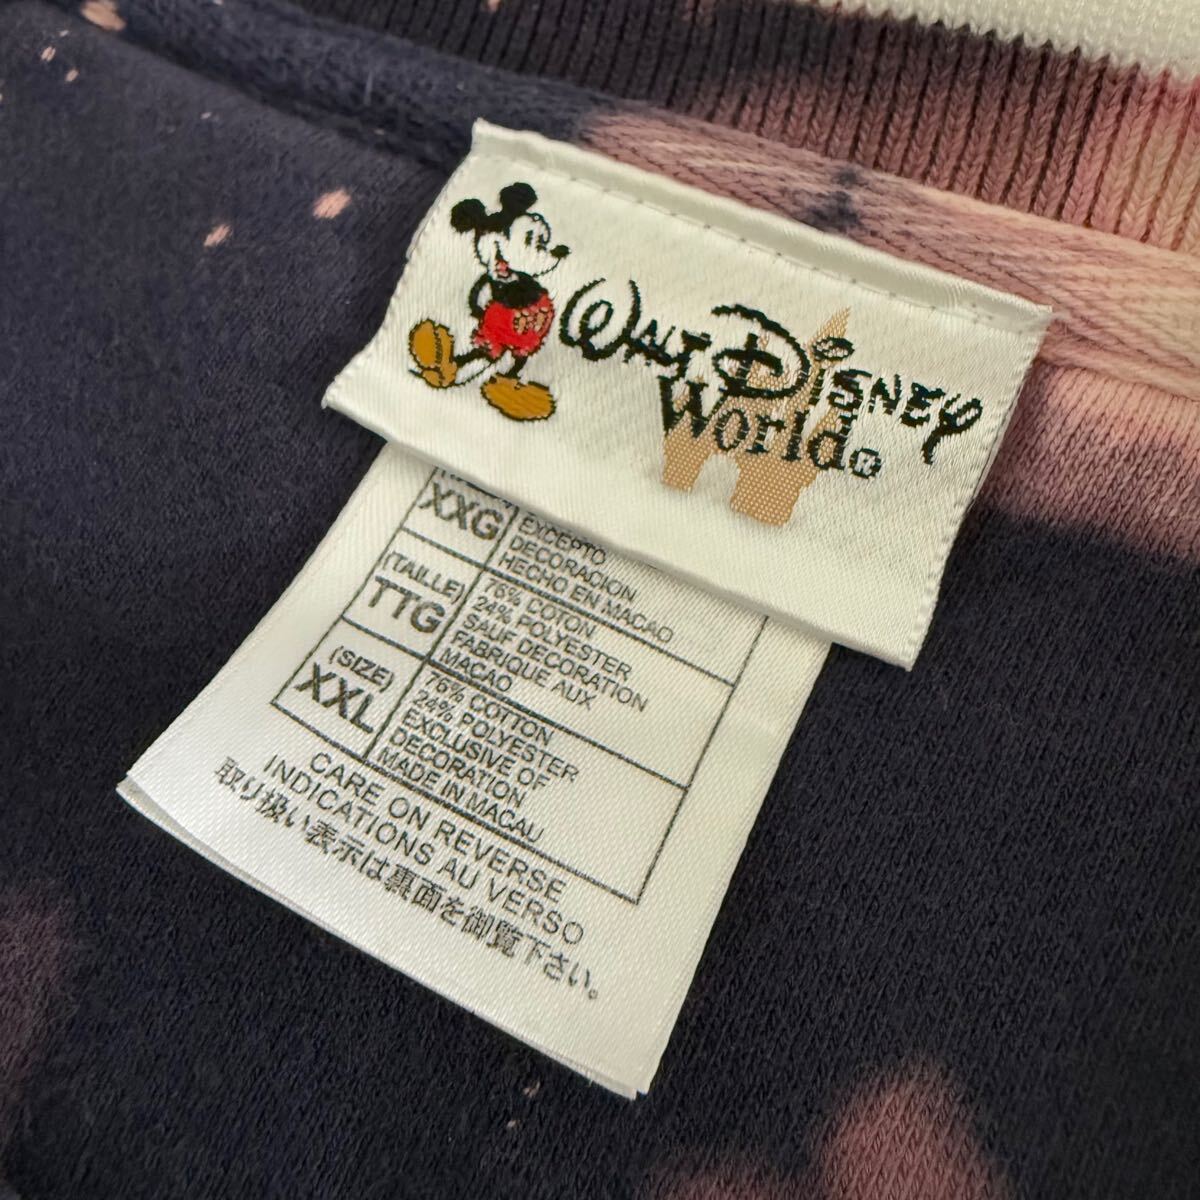 WALT DISNEY
World®
XXG
EXCEPTO
DECORACION
HECHO EN MACAO
(TAILLE)
TTG
76% COTON
24% POLYESTER
SAUF DECORATION
FABRIQUE AUX
MACAO
(SIZE)
XXL
76% COTTON
24% POLYESTER
EXCLUSIVE OF
DECORATION
MADE IN MACAU
CARE ON REVERSE
INDICATIONS AU VERSO
取り扱い表示は裏面を御覧下さい。